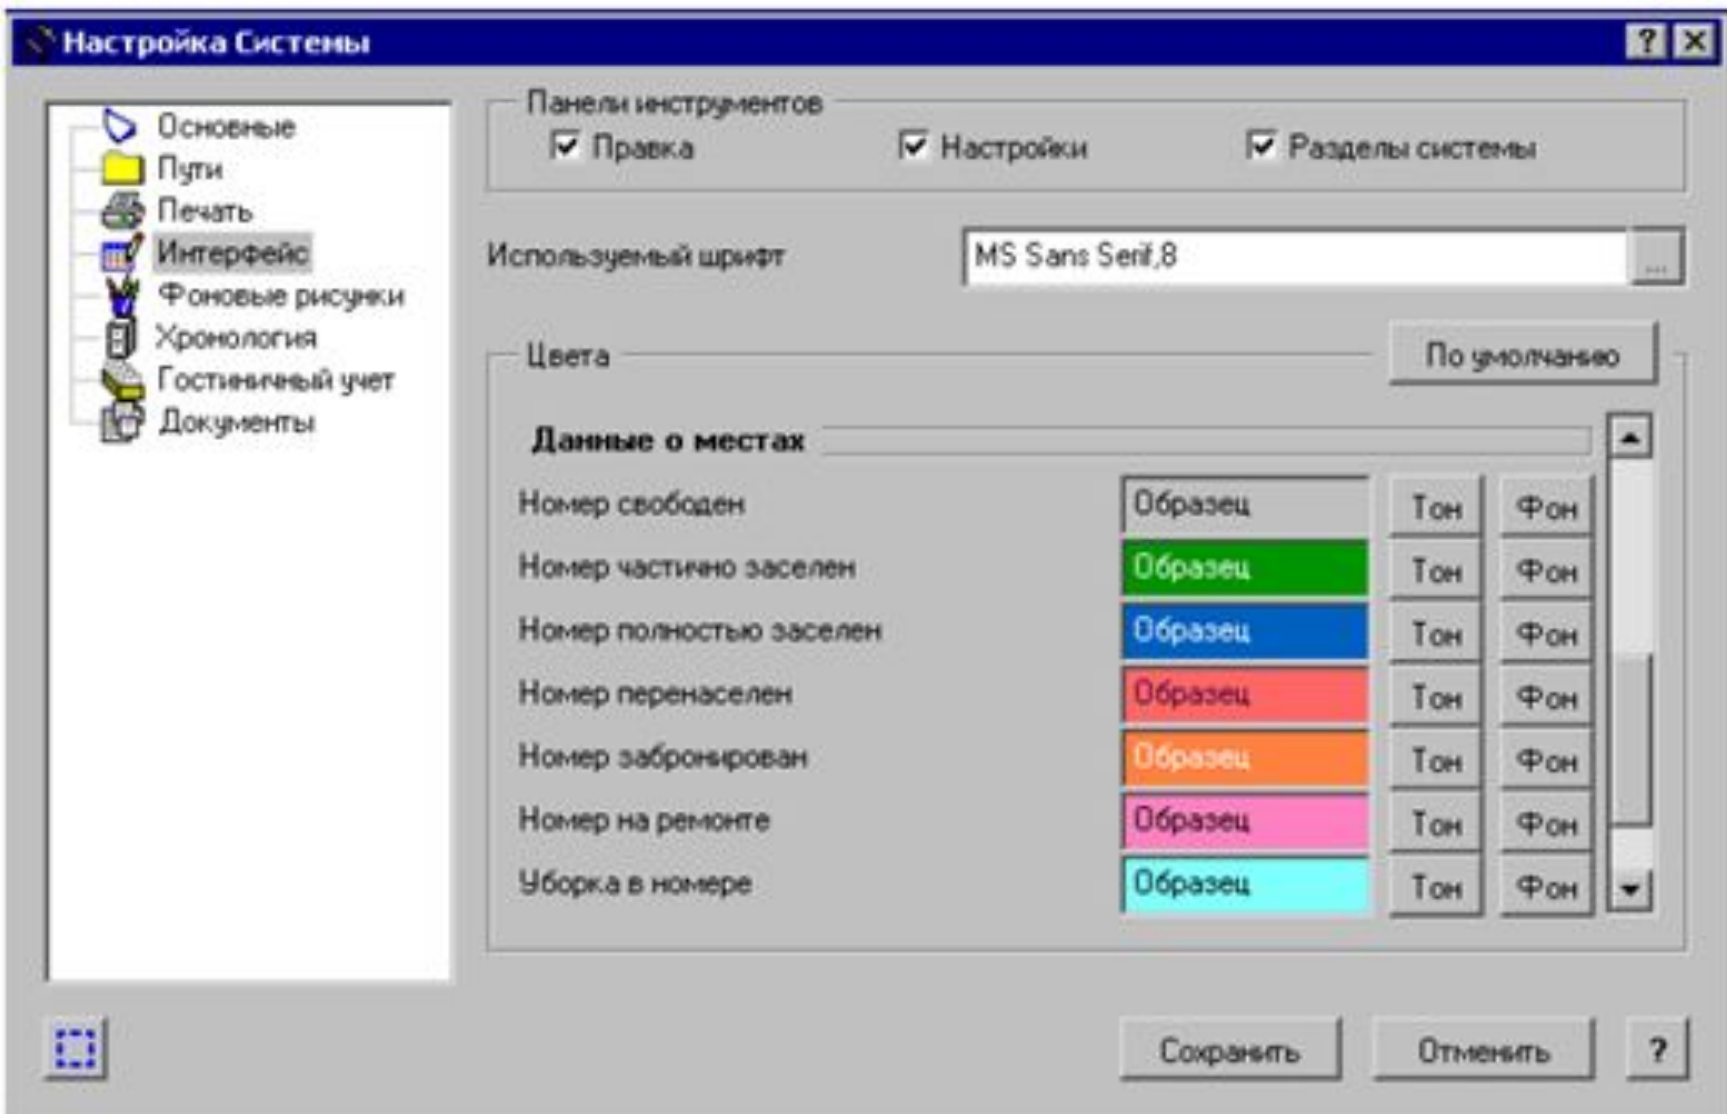 Настройка Системы
Основные
Пути
Печать
Интерфейс
Фоновые рисунки
Хронология
Гостиничный учет
Документы
Панели инструментов
Правка Настройки Разделы системы
Используемый шрифт MS Sans Serif,8 ...
Цвета По умолчанию
Данные о местах
Номер свободен Образец Тон Фон
Номер частично заселен Образец Тон Фон
Номер полностью заселен Образец Тон Фон
Номер перенаселен Образец Тон Фон
Номер забронирован Образец Тон Фон
Номер на ремонте Образец Тон Фон
Уборка в номере Образец Тон Фон
Сохранить Отменить ?